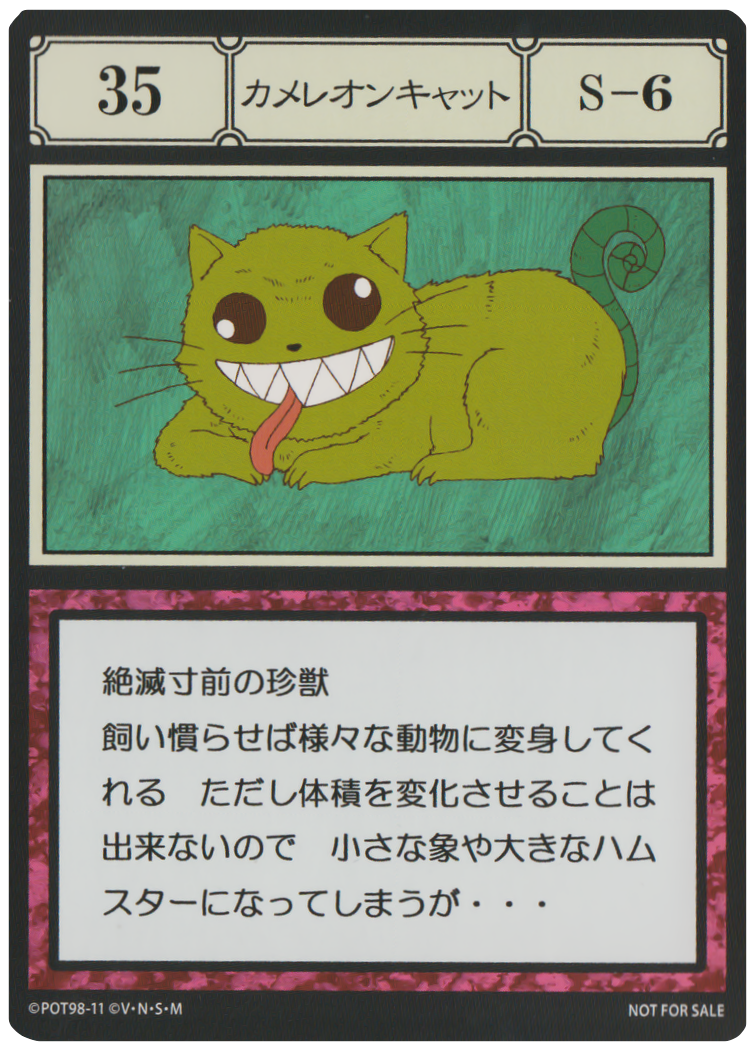 35
カメレオンキャット
S-6
絶滅寸前の珍獣
飼い慣らせば様々な動物に変身してく
れる　ただし体積を変化させることは
出来ないので　小さな象や大きなハム
スターになってしまうが・・・
©POT98-11 ©V・N・S・M
NOT FOR SALE